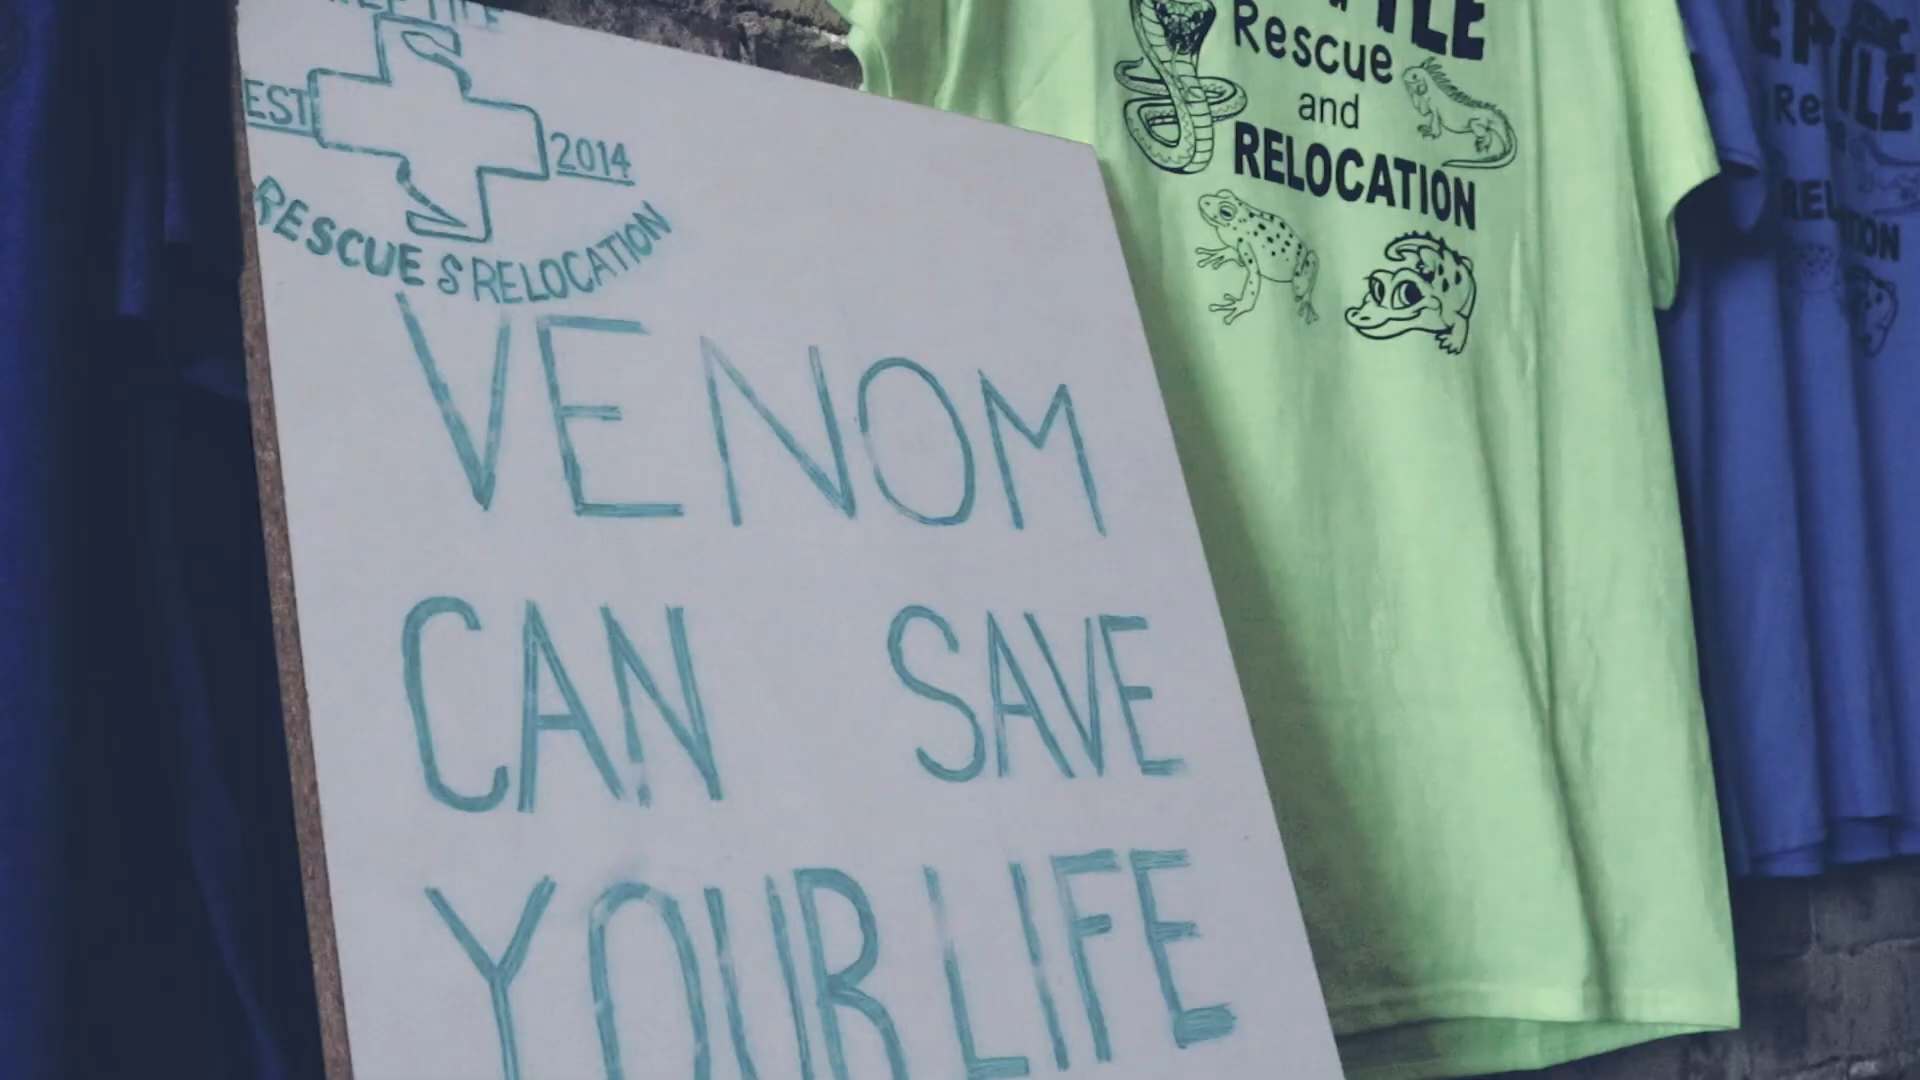 EST 2014
RESCUE & RELOCATION
VENOM
CAN SAVE
YOUR LIFE
Rescue
and
RELOCATION